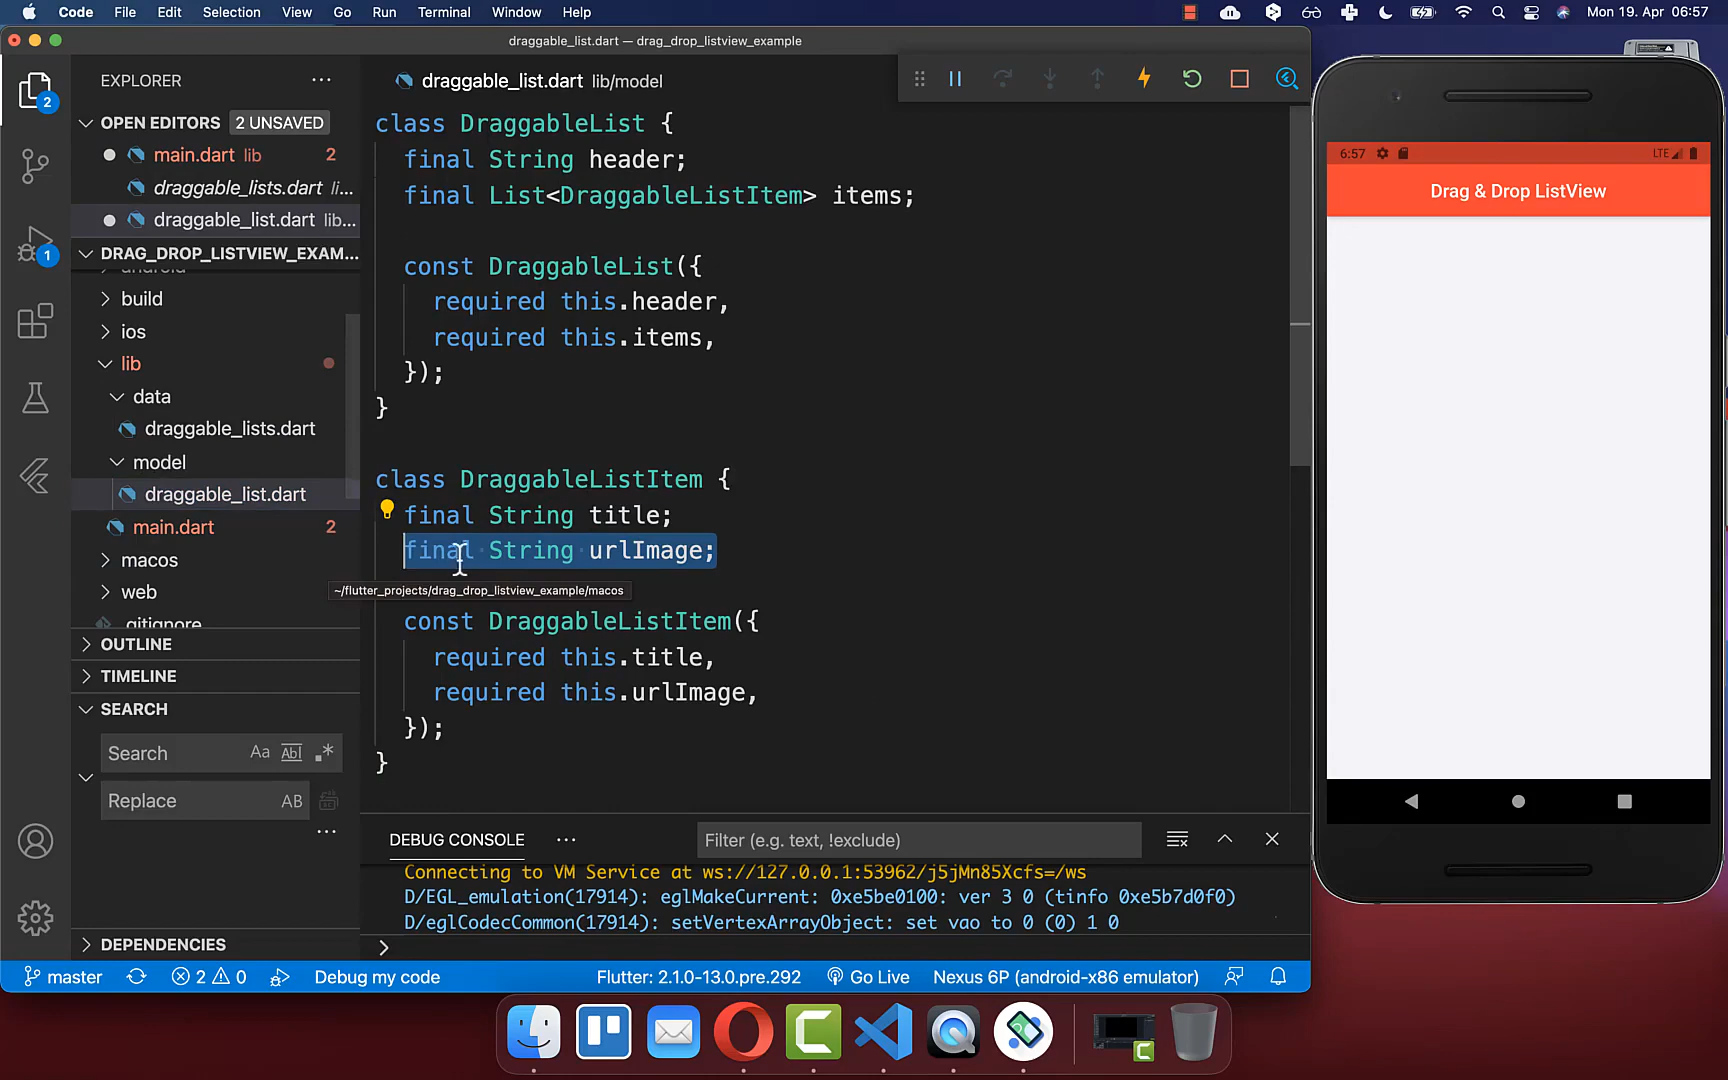 Code File Edit Selection View Go Run Terminal Window Help Mon 19. Apr 06:57
draggable_list.dart — drag_drop_listview_example
EXPLORER
OPEN EDITORS 2 UNSAVED
main.dart lib 2
draggable_lists.dart li...
draggable_list.dart lib...
DRAG_DROP_LISTVIEW_EXAM...
android
build
ios
lib
data
draggable_lists.dart
model
draggable_list.dart
main.dart 2
macos
web
.gitignore
OUTLINE
TIMELINE
SEARCH
Search Aa Abl .*
Replace AB
...
DEPENDENCIES
2
1
draggable_list.dart lib/model
class DraggableList {
final String header;
final List<DraggableListItem> items;
const DraggableList({
required this.header,
required this.items,
});
}
class DraggableListItem {
final String title;
final String urlImage;
~/flutter_projects/drag_drop_listview_example/macos
const DraggableListItem({
required this.title,
required this.urlImage,
});
}
DEBUG CONSOLE ... Filter (e.g. text, !exclude)
Connecting to VM Service at ws://127.0.0.1:53962/j5jMn85Xcfs=/ws
D/EGL_emulation(17914): eglMakeCurrent: 0xe5be0100: ver 3 0 (tinfo 0xe5b7d0f0)
D/eglCodecCommon(17914): setVertexArrayObject: set vao to 0 (0) 1 0
>
master 2 0 Debug my code Flutter: 2.1.0-13.0.pre.292 Go Live Nexus 6P (android-x86 emulator)
6:57 LTE
Drag & Drop ListView